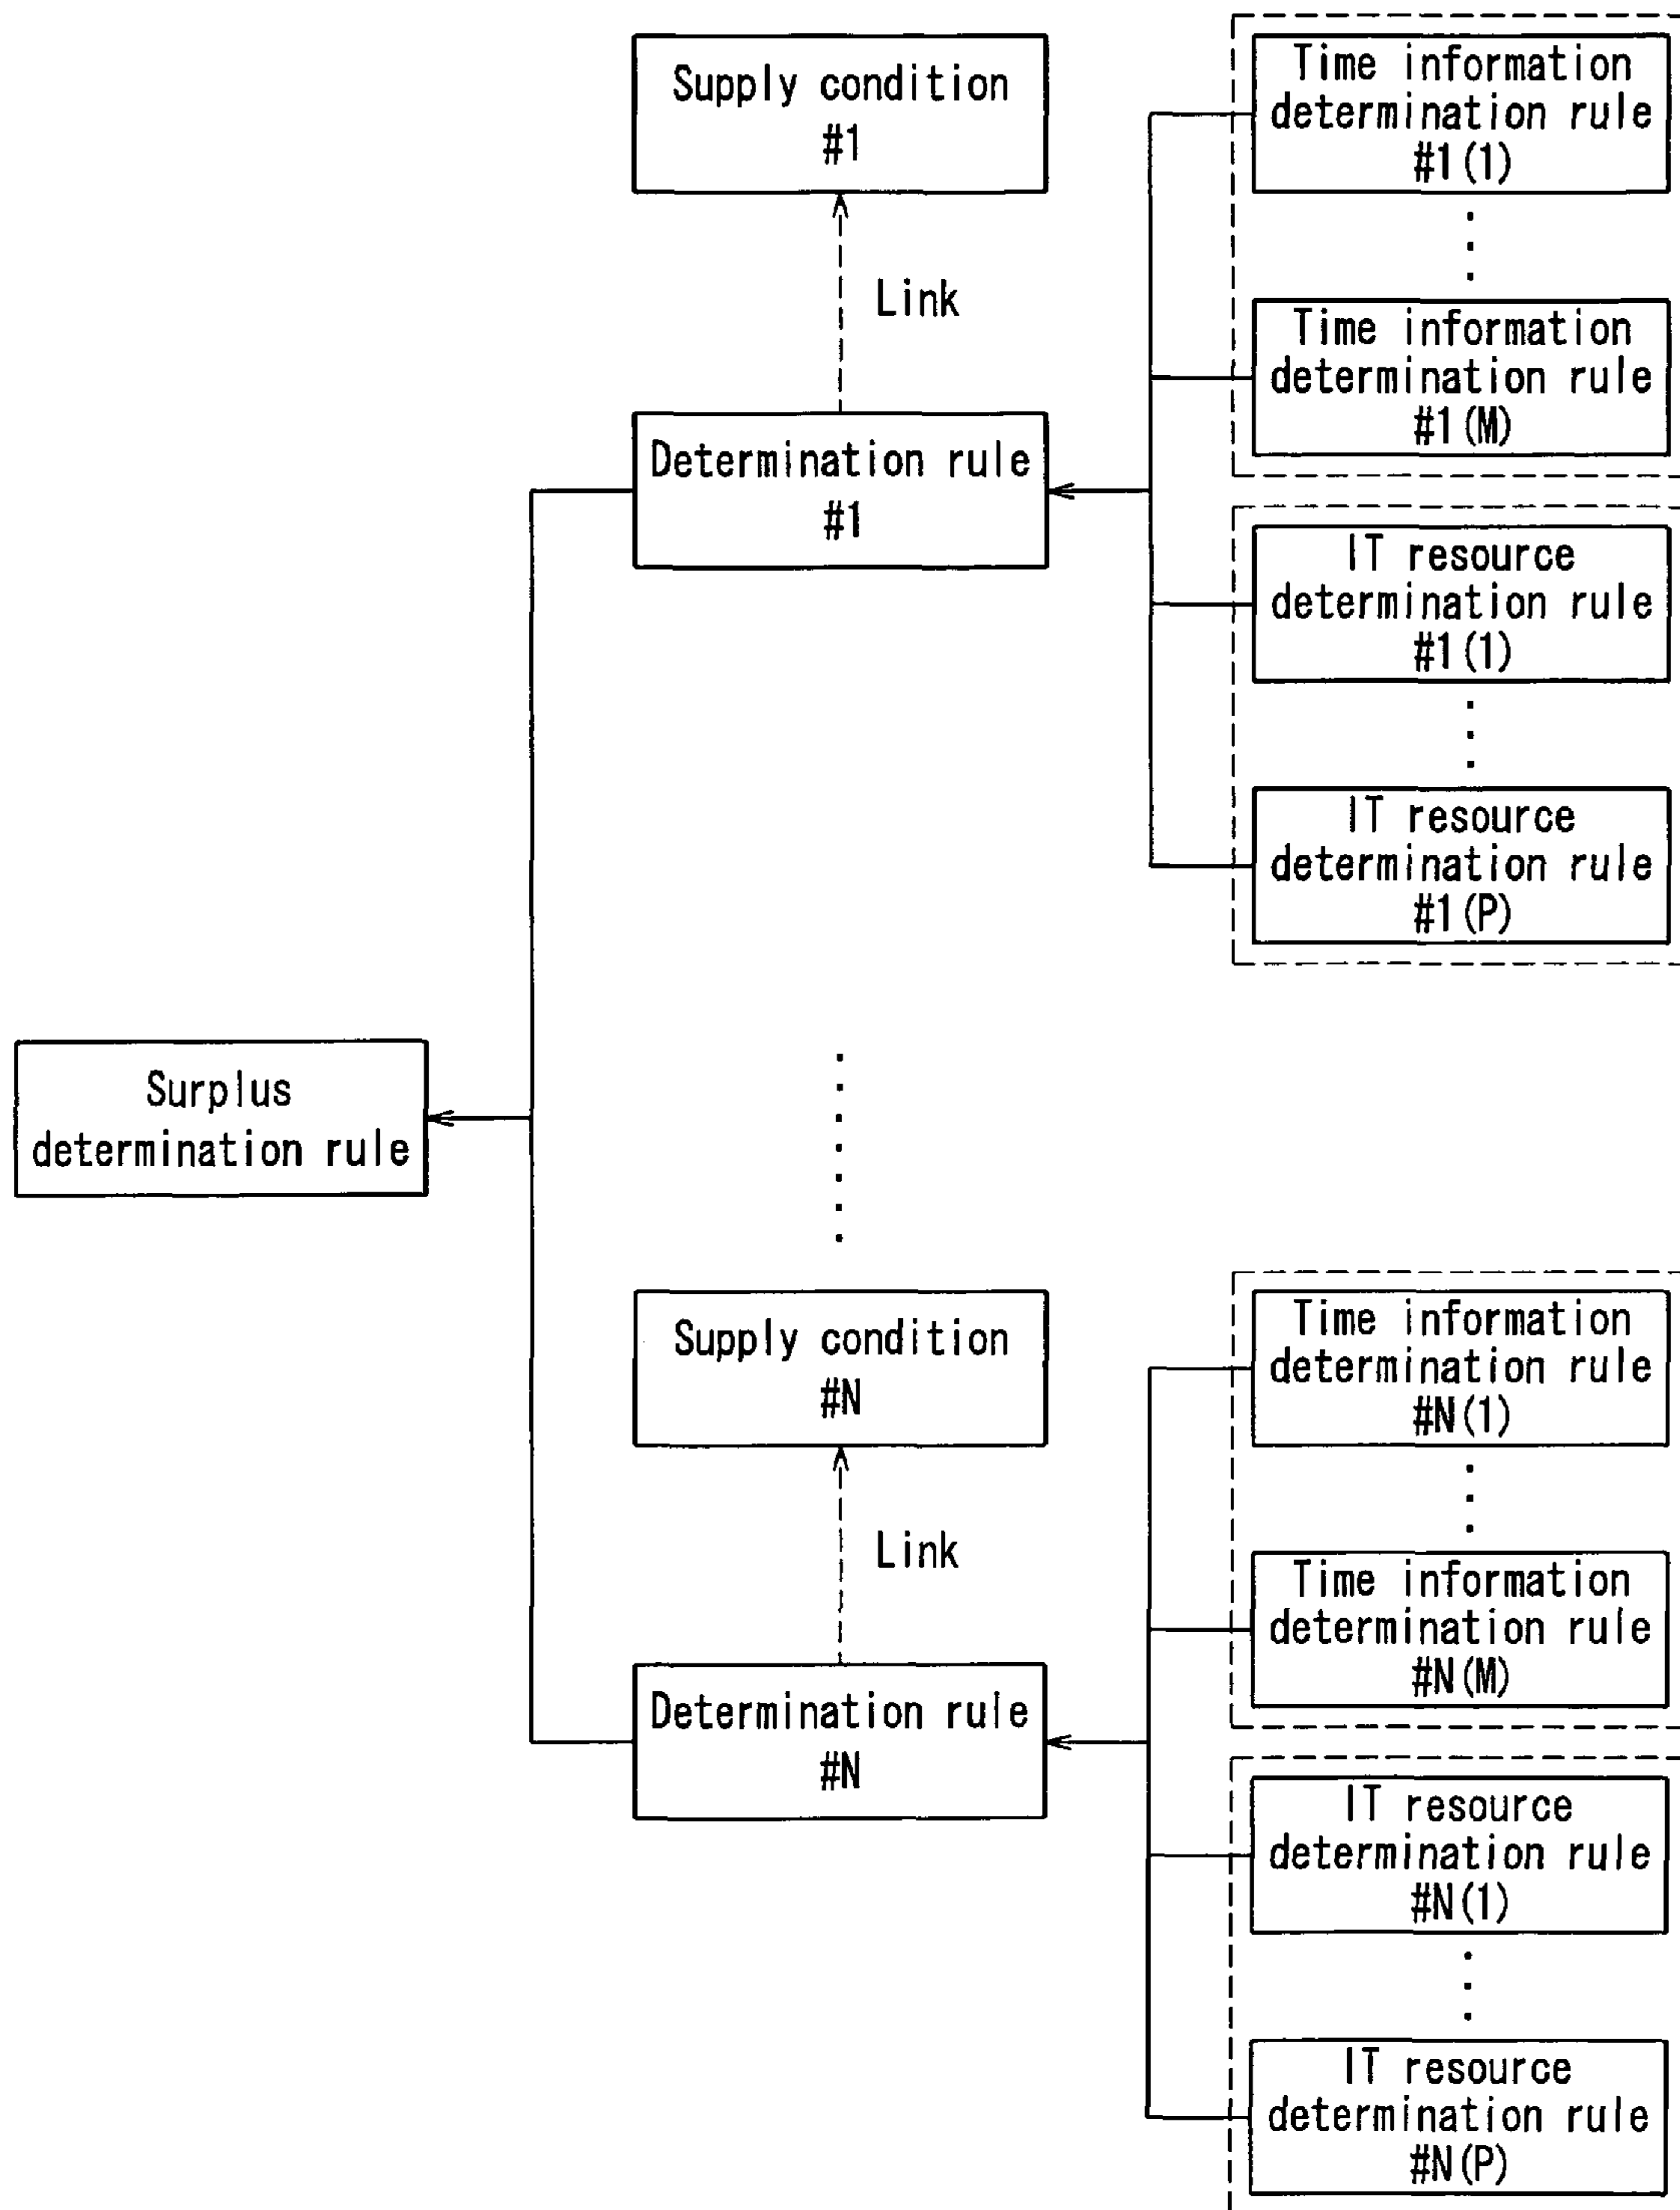 Supply condition
#1
Link
Determination rule
#1
Time information
determination rule
#1(1)
Time information
determination rule
#1(M)
IT resource
determination rule
#1(1)
IT resource
determination rule
#1(P)
Surplus
determination rule
Supply condition
#N
Link
Determination rule
#N
Time information
determination rule
#N(1)
Time information
determination rule
#N(M)
IT resource
determination rule
#N(1)
IT resource
determination rule
#N(P)